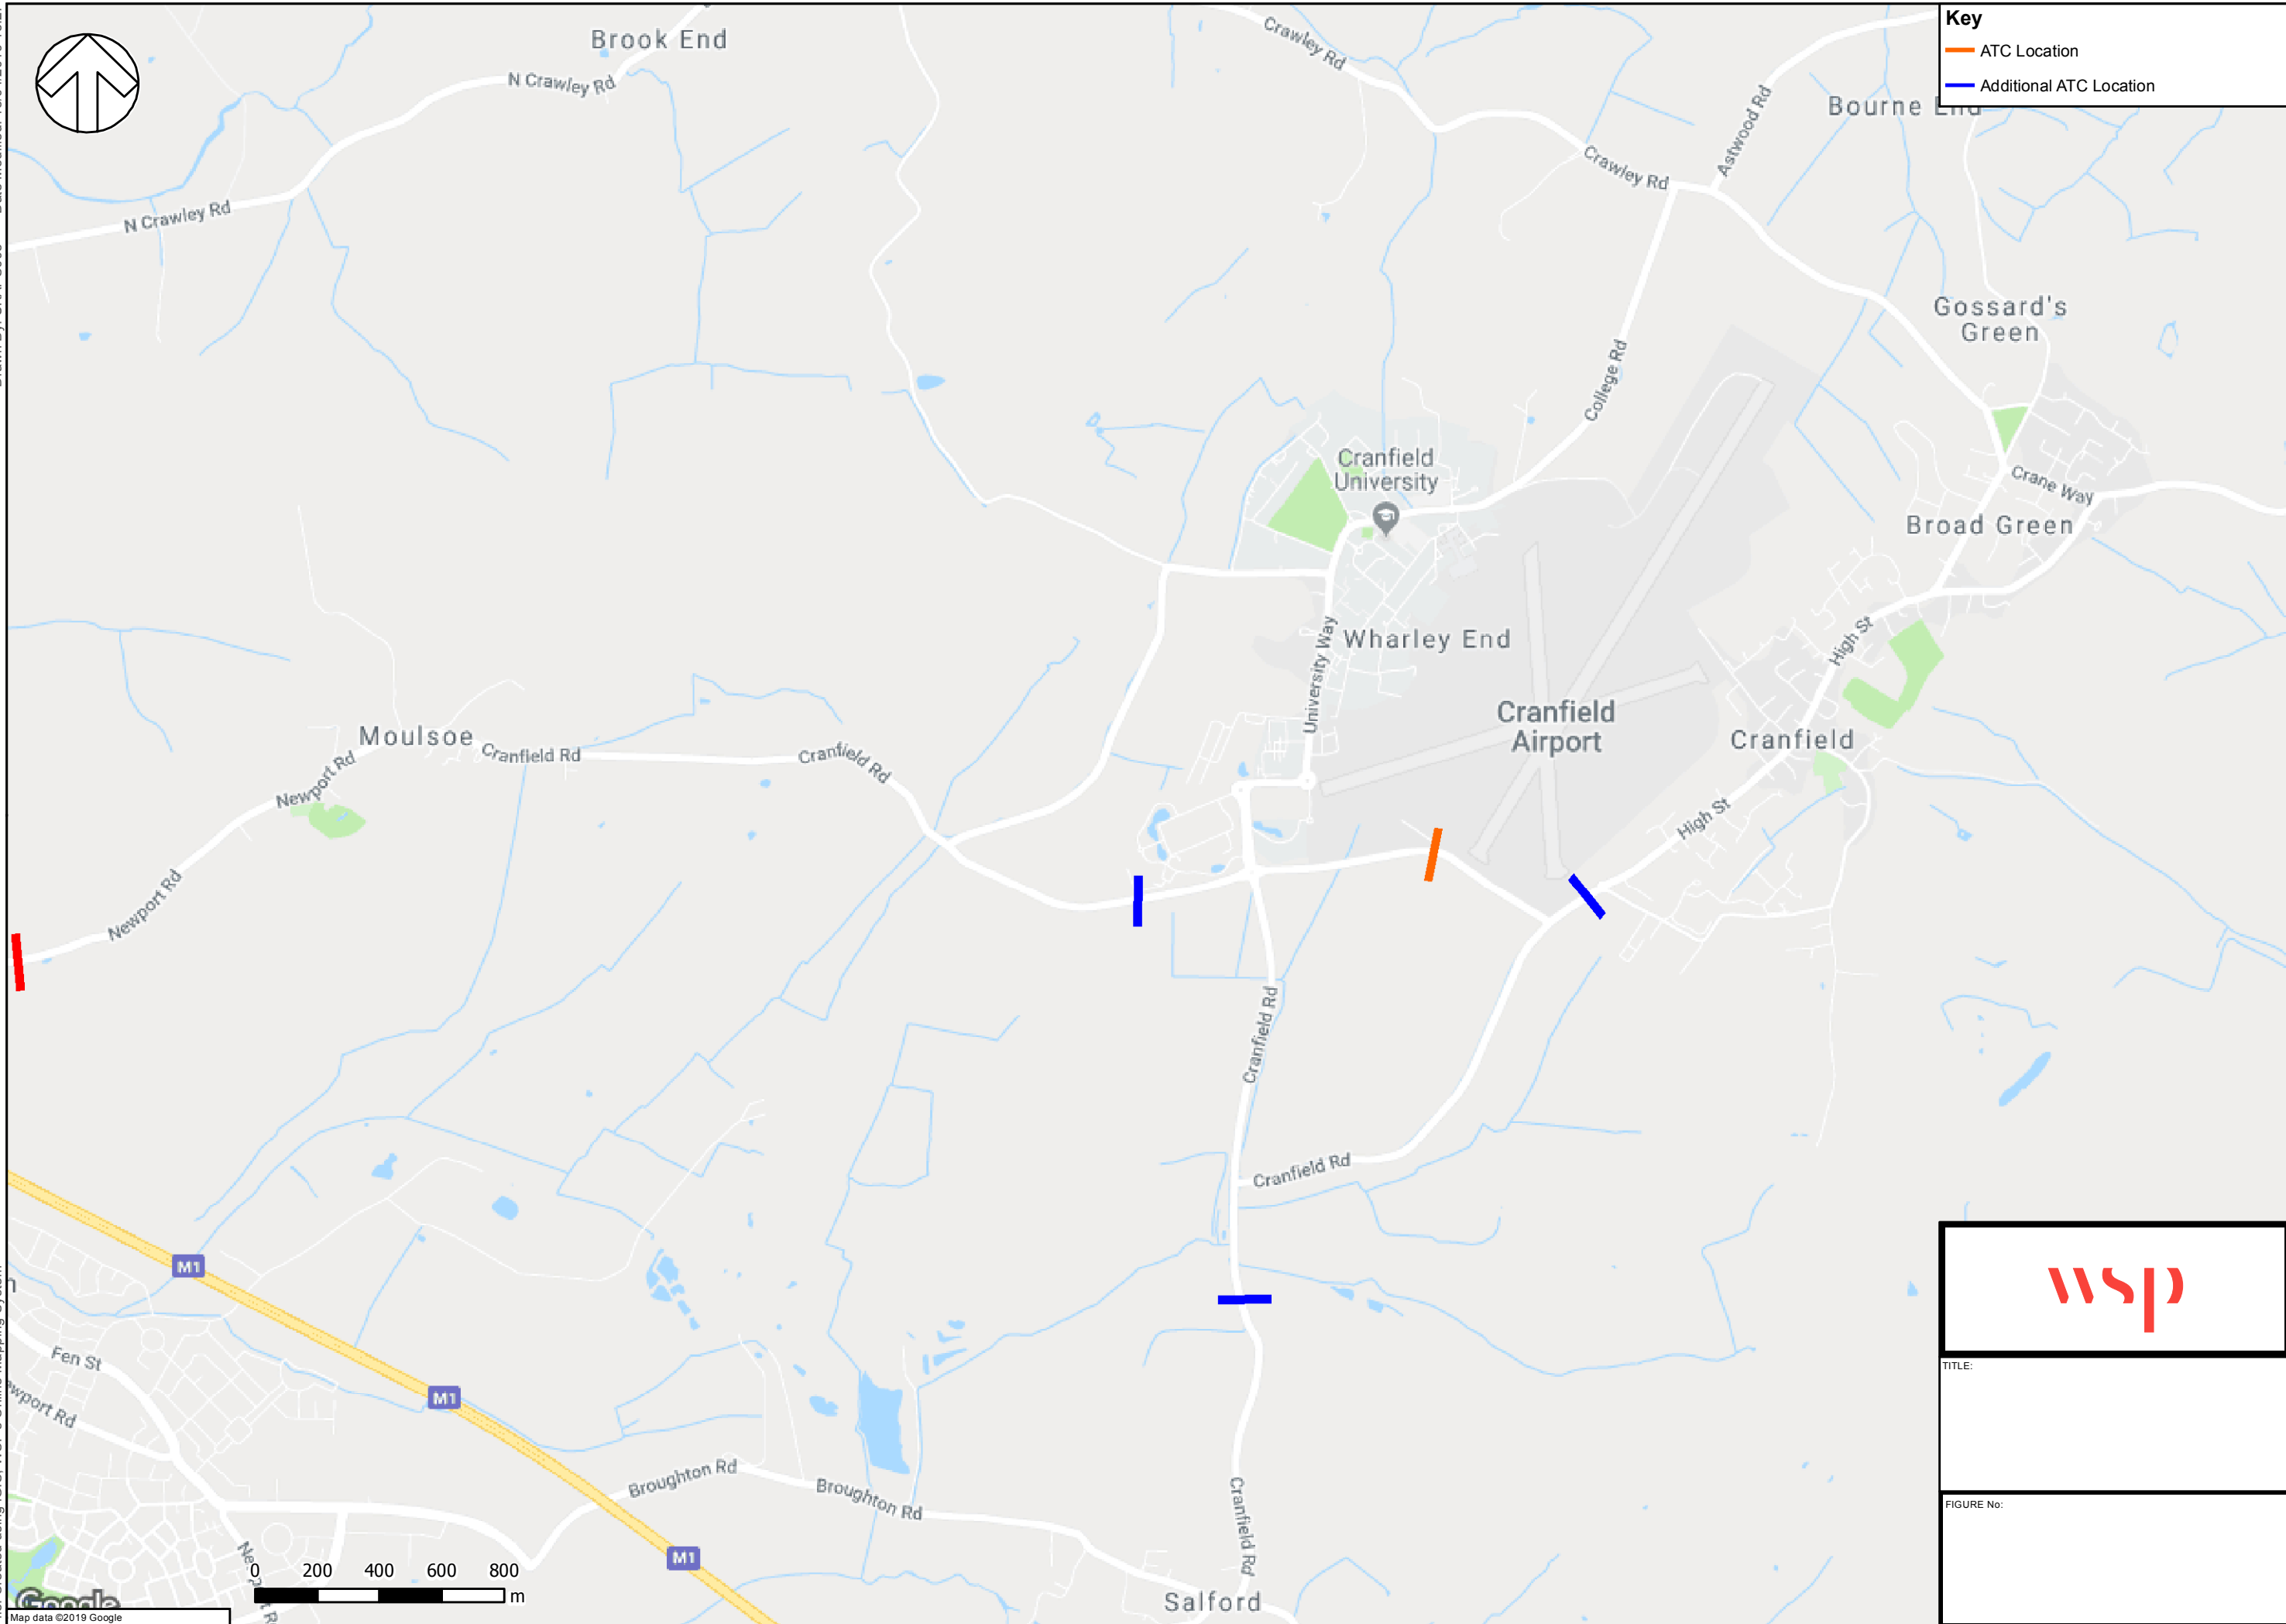 Key
ATC Location
Additional ATC Location
Brook End
Crawley Rd
N Crawley Rd
Astwood Rd
Bourne End
Crawley Rd
N Crawley Rd
Gossard's
Green
College Rd
Cranfield
University
Crane Way
Broad Green
University Way
Wharley End
High St
Cranfield
Airport
Moulsoe
Cranfield Rd
Cranfield Rd
Cranfield
Newport Rd
High St
Newport Rd
Cranfield Rd
Cranfield Rd
M1
wsp
Fen St
TITLE:
M1
wport Rd
Broughton Rd
Broughton Rd
Cranfield Rd
FIGURE No:
M1
0 200 400 600 800
m
Salford
Google
Map data ©2019 Google